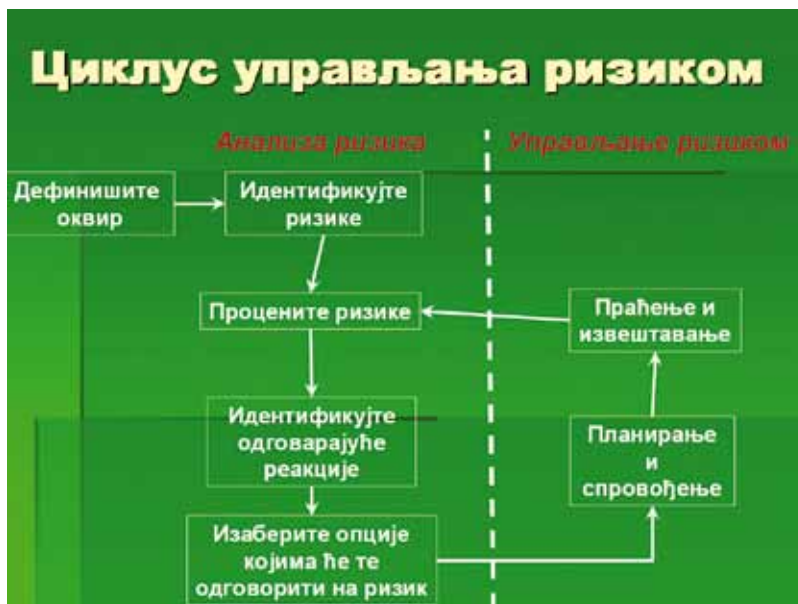 Циклус управљања ризиком
Анализа ризика
Управљање ризиком
Дефинишите
оквир
Идентификујте
ризике
Процените ризике
Идентификујте
одговарајуће
реакције
Изаберите опције
којима ће те
одговорити на ризик
Планирање
и
спровођење
Праћење и
извештавање